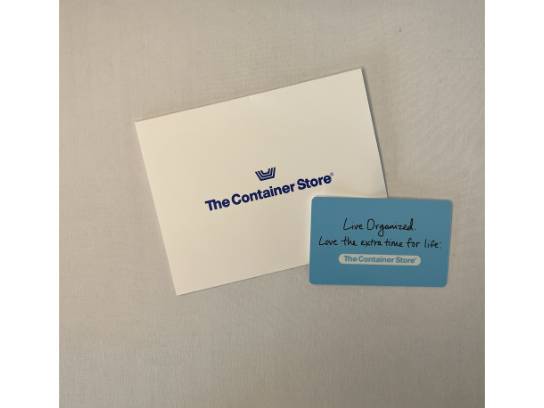 The Container Store®
Live Organized.
Love the extra time for life.
The Container Store®